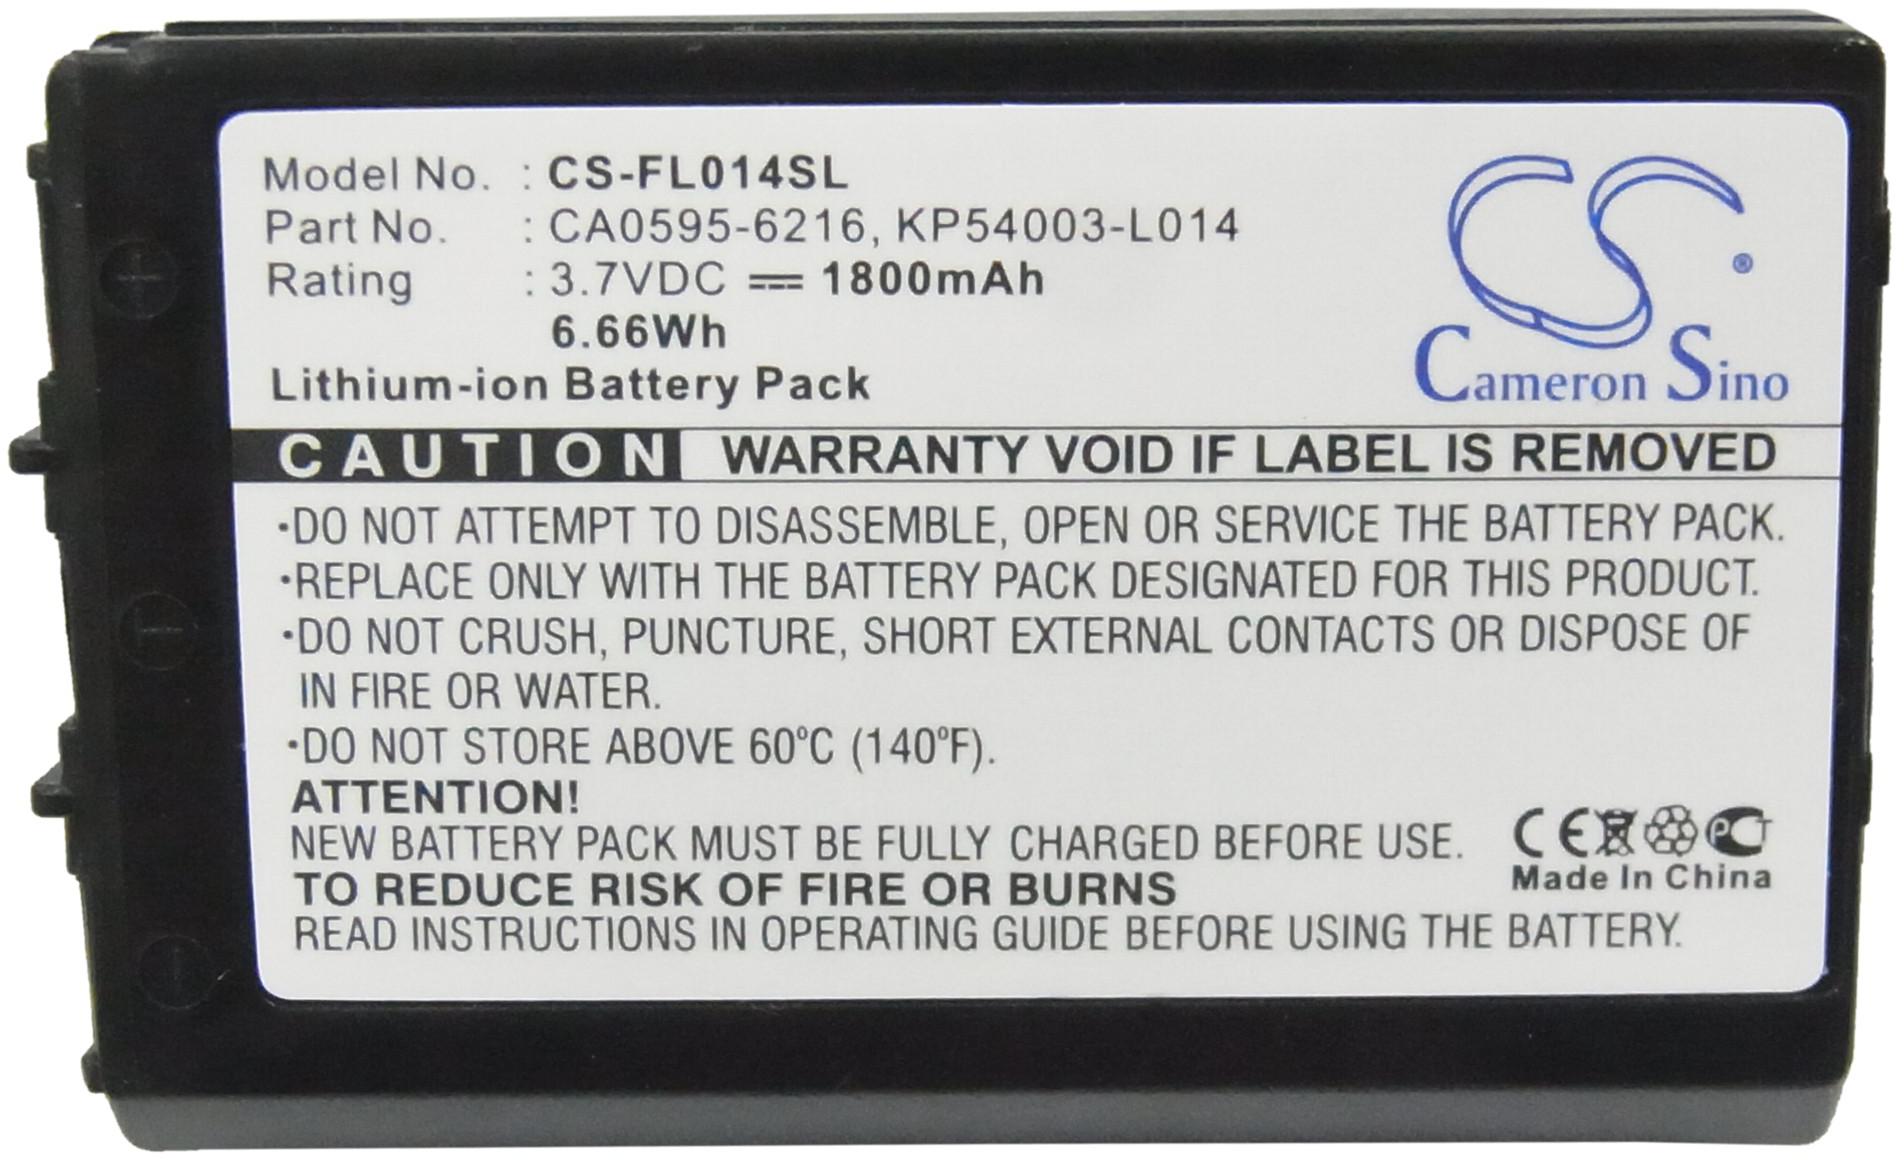 Model No. : CS-FL014SL
Part No. : CA0595-6216, KP54003-L014
Rating : 3.7VDC 1800mAh
6.66Wh
Lithium-ion Battery Pack
CS ®
Cameron Sino
CAUTION WARRANTY VOID IF LABEL IS REMOVED
·DO NOT ATTEMPT TO DISASSEMBLE, OPEN OR SERVICE THE BATTERY PACK.
·REPLACE ONLY WITH THE BATTERY PACK DESIGNATED FOR THIS PRODUCT.
·DO NOT CRUSH, PUNCTURE, SHORT EXTERNAL CONTACTS OR DISPOSE OF
IN FIRE OR WATER.
·DO NOT STORE ABOVE 60°C (140°F).
ATTENTION!
NEW BATTERY PACK MUST BE FULLY CHARGED BEFORE USE.
CE PCT
Made In China
TO REDUCE RISK OF FIRE OR BURNS
READ INSTRUCTIONS IN OPERATING GUIDE BEFORE USING THE BATTERY.